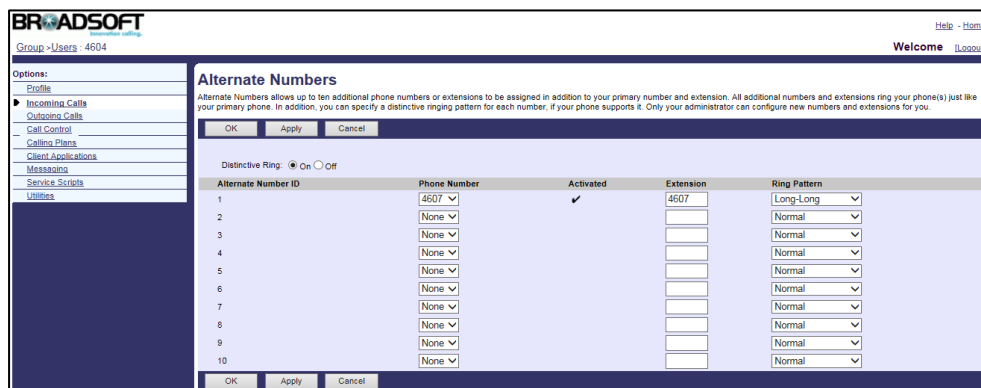 BROADSOFT
innovation calling.
Help - Hom
Group >Users : 4604
Welcome [Logou
Options:
Profile
Incoming Calls
Outgoing Calls
Call Control
Calling Plans
Client Applications
Messaging
Service Scripts
Utilities
Alternate Numbers
Alternate Numbers allows up to ten additional phone numbers or extensions to be assigned in addition to your primary number and extension. All additional numbers and extensions ring your phone(s) just like
your primary phone. In addition, you can specify a distinctive ringing pattern for each number, if your phone supports it. Only your administrator can configure new numbers and extensions for you.
OK Apply Cancel
Distinctive Ring: On Off
Alternate Number ID Phone Number Activated Extension Ring Pattern
1 4607 ✔ 4607 Long-Long
2 None Normal
3 None Normal
4 None Normal
5 None Normal
6 None Normal
7 None Normal
8 None Normal
9 None Normal
10 None Normal
OK Apply Cancel